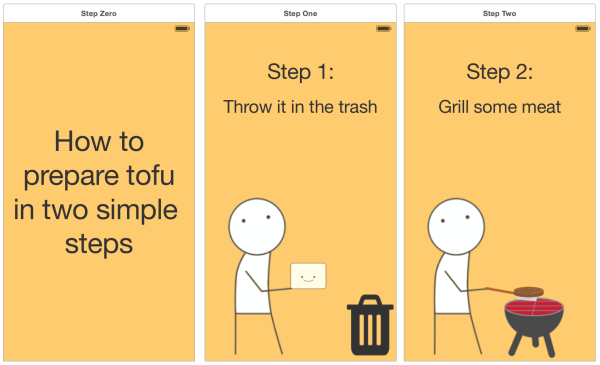 Step Zero
How to
prepare tofu
in two simple
steps
Step One
Step 1:
Throw it in the trash
Step Two
Step 2:
Grill some meat